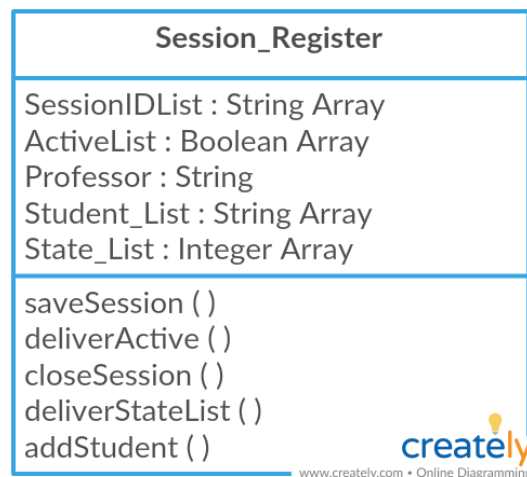 Session_Register
SessionIDList : String Array
ActiveList : Boolean Array
Professor : String
Student_List : String Array
State_List : Integer Array
saveSession ( )
deliverActive ( )
closeSession ( )
deliverStateList ( )
addStudent ( )
creately
www.creately.com • Online Diagramming